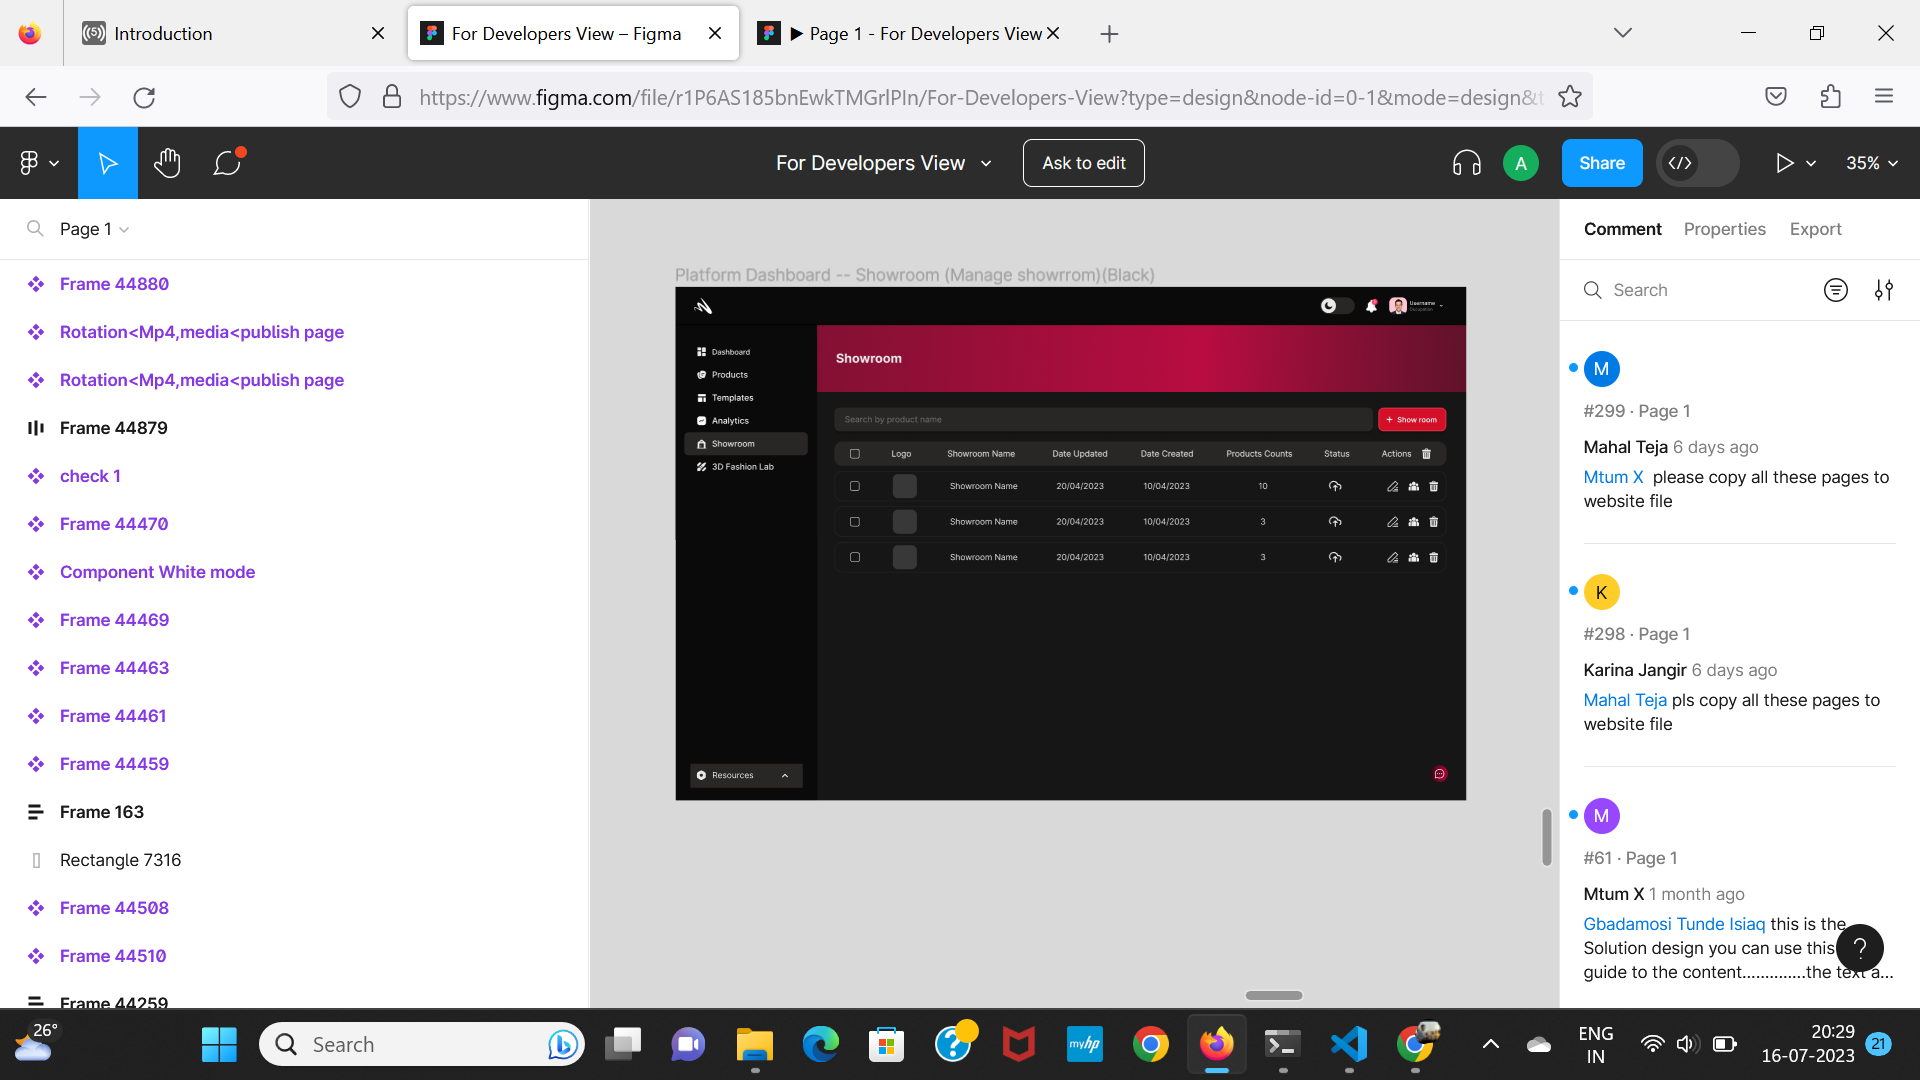 Introduction
For Developers View – Figma
▶ Page 1 - For Developers View
https://www.figma.com/file/r1P6AS185bnEwkTMGrlPIn/For-Developers-View?type=design&node-id=0-1&mode=design&t
For Developers View
Ask to edit
A
Share
</>
35%
Page 1
Comment
Properties
Export
Search
Frame 44880
Rotation<Mp4,media<publish page
Rotation<Mp4,media<publish page
Frame 44879
check 1
Frame 44470
Component White mode
Frame 44469
Frame 44463
Frame 44461
Frame 44459
Frame 163
Rectangle 7316
Frame 44508
Frame 44510
Frame 44259
Platform Dashboard -- Showroom (Manage showrrom)(Black)
Username
Dashboard
Products
Templates
Analytics
Showroom
3D Fashion Lab
Resources
Showroom
Search by product name
+ Show room
Logo Showroom Name Date Updated Date Created Products Counts Status Actions
Showroom Name 20/04/2023 10/04/2023 10
Showroom Name 20/04/2023 10/04/2023 3
Showroom Name 20/04/2023 10/04/2023 3
M
#299 · Page 1
Mahal Teja 6 days ago
Mtum X please copy all these pages to
website file
K
#298 · Page 1
Karina Jangir 6 days ago
Mahal Teja pls copy all these pages to
website file
M
#61 · Page 1
Mtum X 1 month ago
Gbadamosi Tunde Isiaq this is the
Solution design you can use this
guide to the content..............the text a...
?
26°
Search
myhp
ENG
IN
20:29
16-07-2023
21